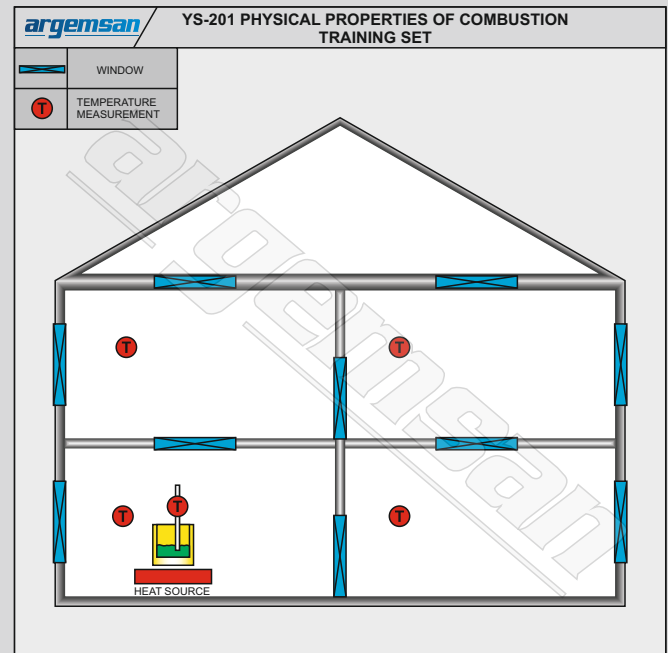 argemsan
YS-201 PHYSICAL PROPERTIES OF COMBUSTION
TRAINING SET
WINDOW
T
TEMPERATURE
MEASUREMENT
argemsan
T
T
T
T
T
HEAT SOURCE